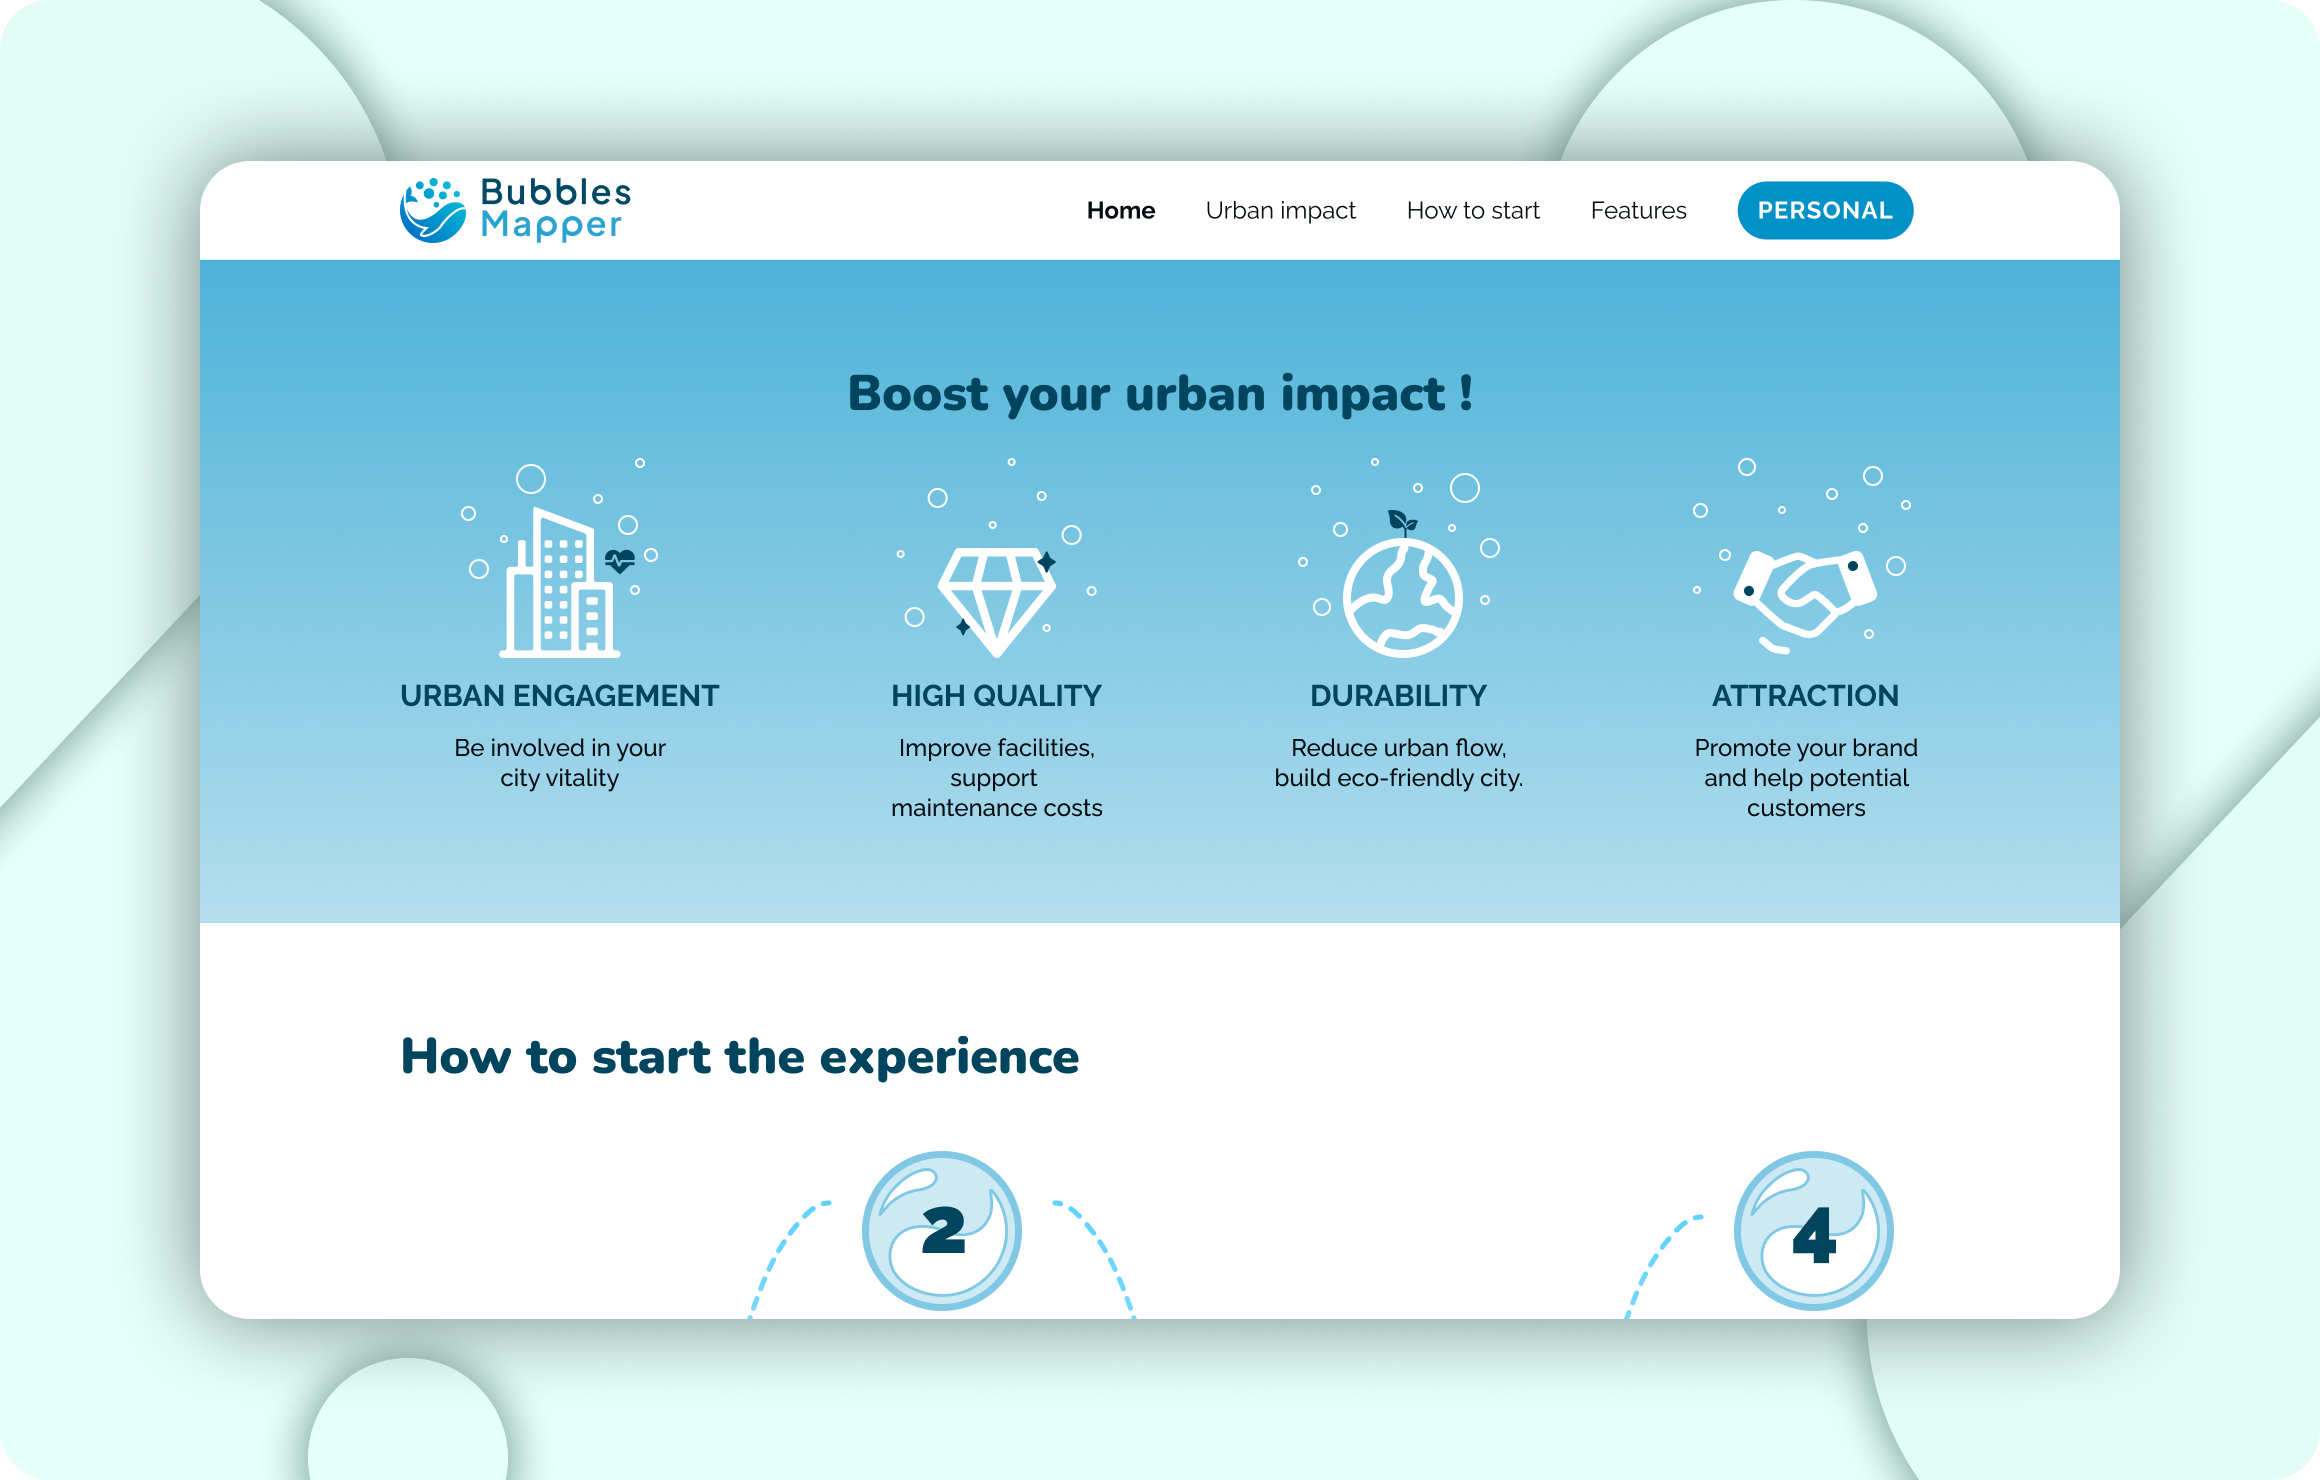 Bubbles
Mapper
Home
Urban impact
How to start
Features
PERSONAL
Boost your urban impact !
URBAN ENGAGEMENT
Be involved in your
city vitality
HIGH QUALITY
Improve facilities,
support
maintenance costs
DURABILITY
Reduce urban flow,
build eco-friendly city.
ATTRACTION
Promote your brand
and help potential
customers
How to start the experience
2
4